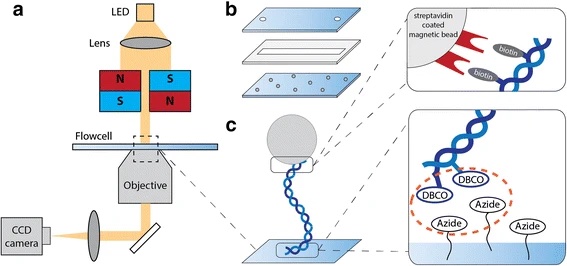 a
LED
Lens
N
S
S
N
Flowcell
Objective
CCD
camera
b
c
streptavidin
coated
magnetic bead
biotin
biotin
DBCO
DBCO
Azide
Azide
Azide